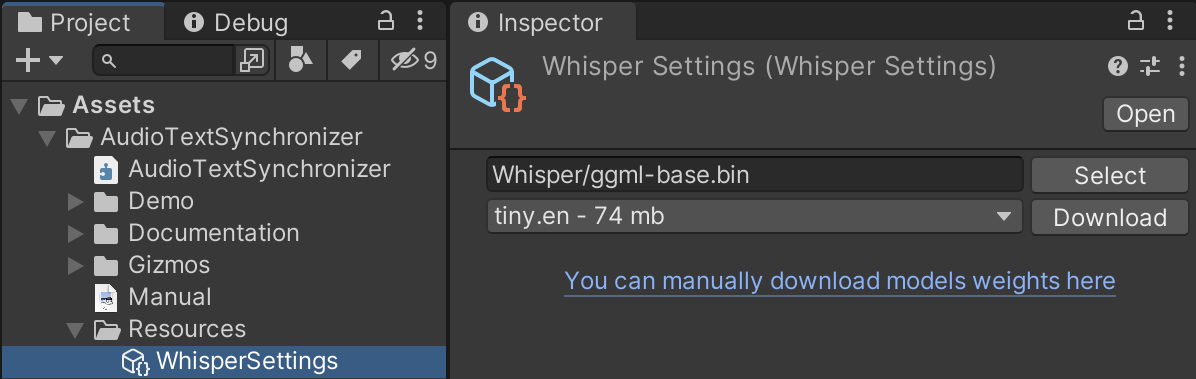 Project
Debug
9
Assets
AudioTextSynchronizer
AudioTextSynchronizer
Demo
Documentation
Gizmos
Manual
Resources
WhisperSettings
Inspector
Whisper Settings (Whisper Settings)
Open
Whisper/ggml-base.bin
Select
tiny.en - 74 mb
Download
You can manually download models weights here